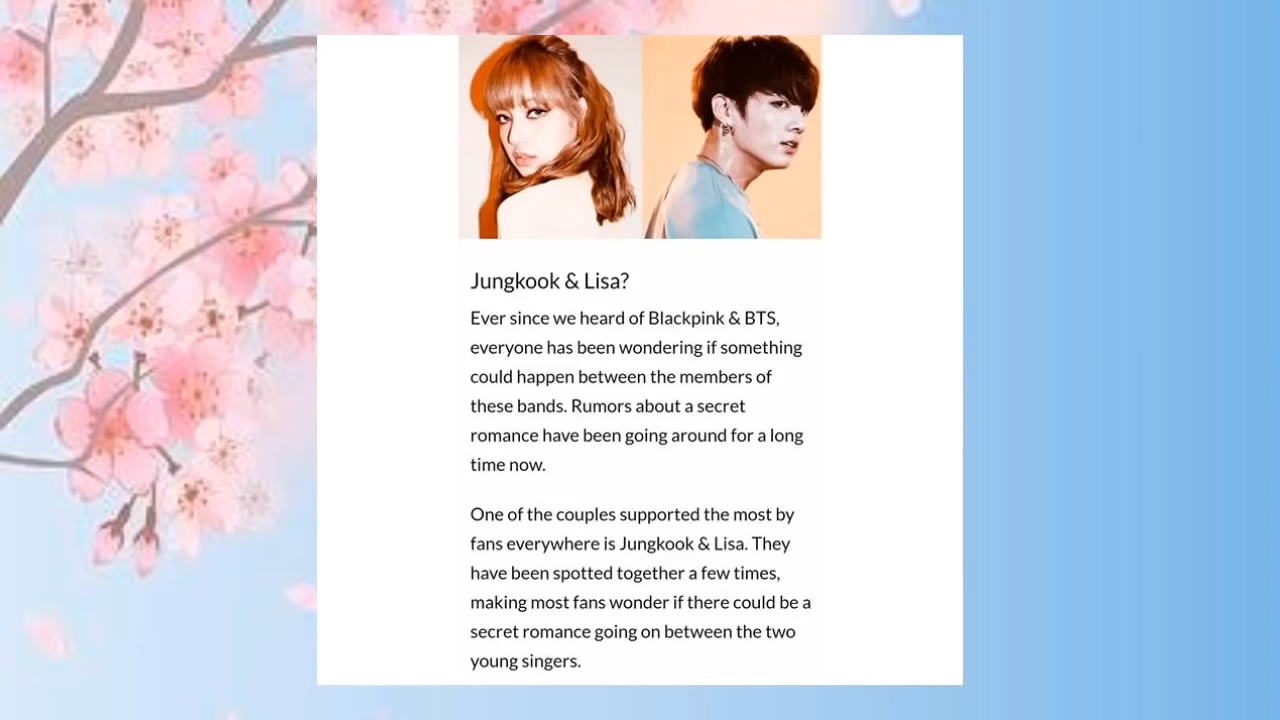 Jungkook & Lisa?
Ever since we heard of Blackpink & BTS,
everyone has been wondering if something
could happen between the members of
these bands. Rumors about a secret
romance have been going around for a long
time now.
One of the couples supported the most by
fans everywhere is Jungkook & Lisa. They
have been spotted together a few times,
making most fans wonder if there could be a
secret romance going on between the two
young singers.